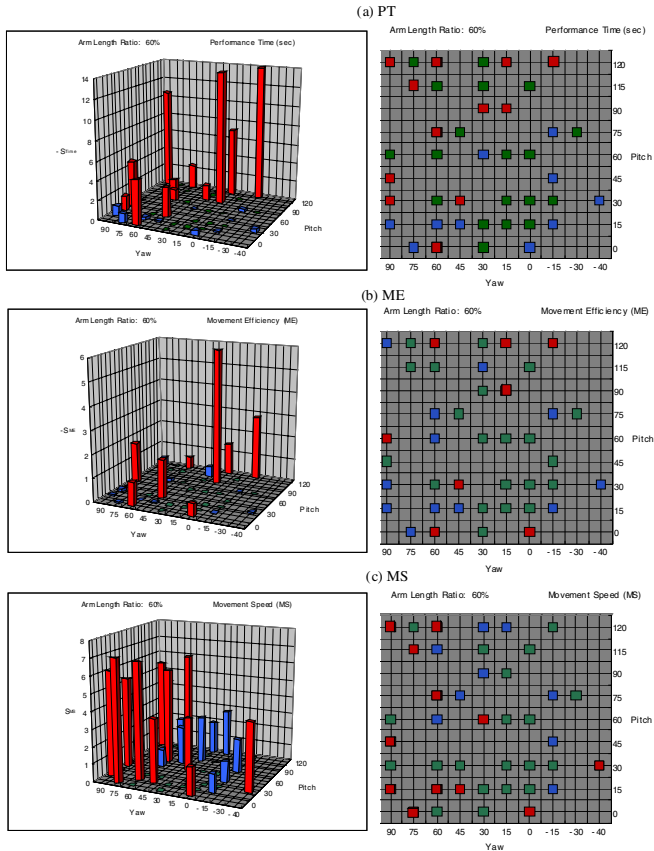 (a) PT
Arm Length Ratio: 60% Performance Time (sec)
14
12
10
8
6
4
2
0
90 75 60 45 30 15 0 -15 -30 -40
0 30 60 90 120
Yaw
Pitch
Arm Length Ratio: 60% Performance Time (sec)
120
115
90
75
60 Pitch
45
30
15
0
90 75 60 45 30 15 0 -15 -30 -40
Yaw
(b) ME
Arm Length Ratio: 60% Movement Efficiency (ME)
6
5
4
3
-S ME
2
1
0
90 75 60 45 30 15 0 -15 -30 -40
0 30 60 90 120
Yaw
Pitch
Arm Length Ratio: 60% Movement Efficiency (ME)
120
115
90
75
60 Pitch
45
30
15
0
90 75 60 45 30 15 0 -15 -30 -40
Yaw
(c) MS
Arm Length Ratio: 60% Movement Speed (MS)
8
7
6
5
4
3
2
1
0
90 75 60 45 30 15 0 -15 -30 -40
0 30 60 90 120
Yaw
Pitch
Arm Length Ratio: 60% Movement Speed (MS)
120
115
90
75
60 Pitch
45
30
15
0
90 75 60 45 30 15 0 -15 -30 -40
Yaw